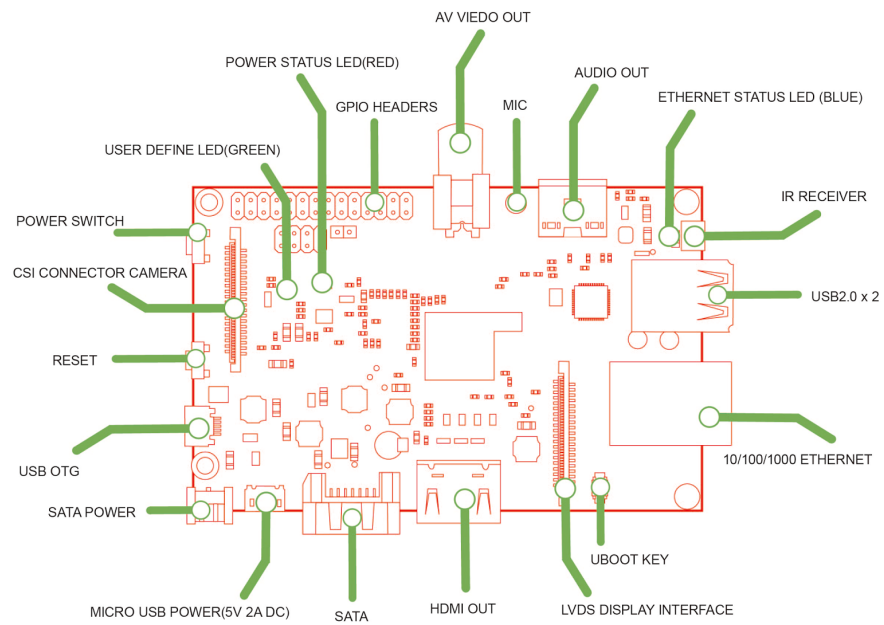 AV VIEDO OUT
POWER STATUS LED(RED)
AUDIO OUT
ETHERNET STATUS LED (BLUE)
GPIO HEADERS
MIC
USER DEFINE LED(GREEN)
IR RECEIVER
POWER SWITCH
CSI CONNECTOR CAMERA
USB2.0 x 2
RESET
10/100/1000 ETHERNET
USB OTG
SATA POWER
UBOOT KEY
MICRO USB POWER(5V 2A DC)
SATA
HDMI OUT
LVDS DISPLAY INTERFACE